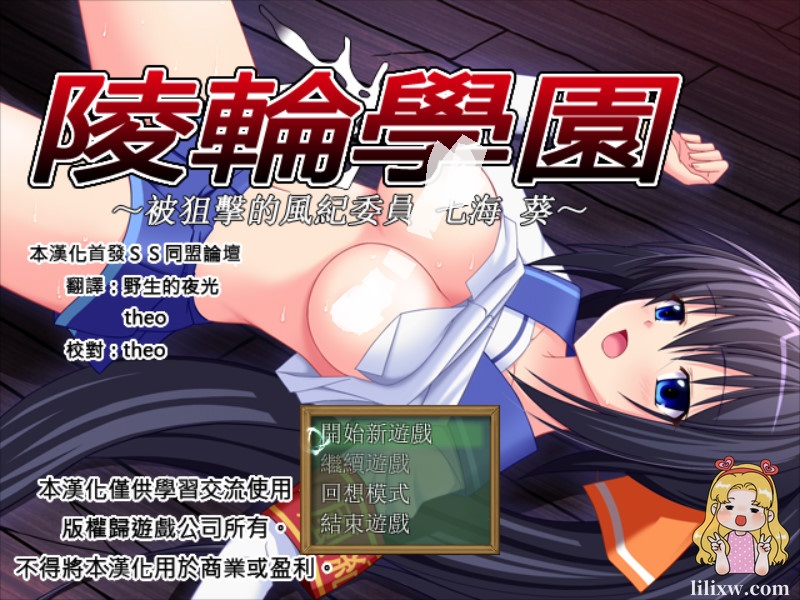 陵輪學園
～被狙擊的風紀委員 七海 葵～
本漢化首發ＳＳ同盟論壇
翻譯：野生的夜光
theo
校對：theo
開始新遊戲
繼續遊戲
回想模式
結束遊戲
本漢化僅供學習交流使用
版權歸遊戲公司所有。
不得將本漢化用於商業或盈利。
lilixw.com